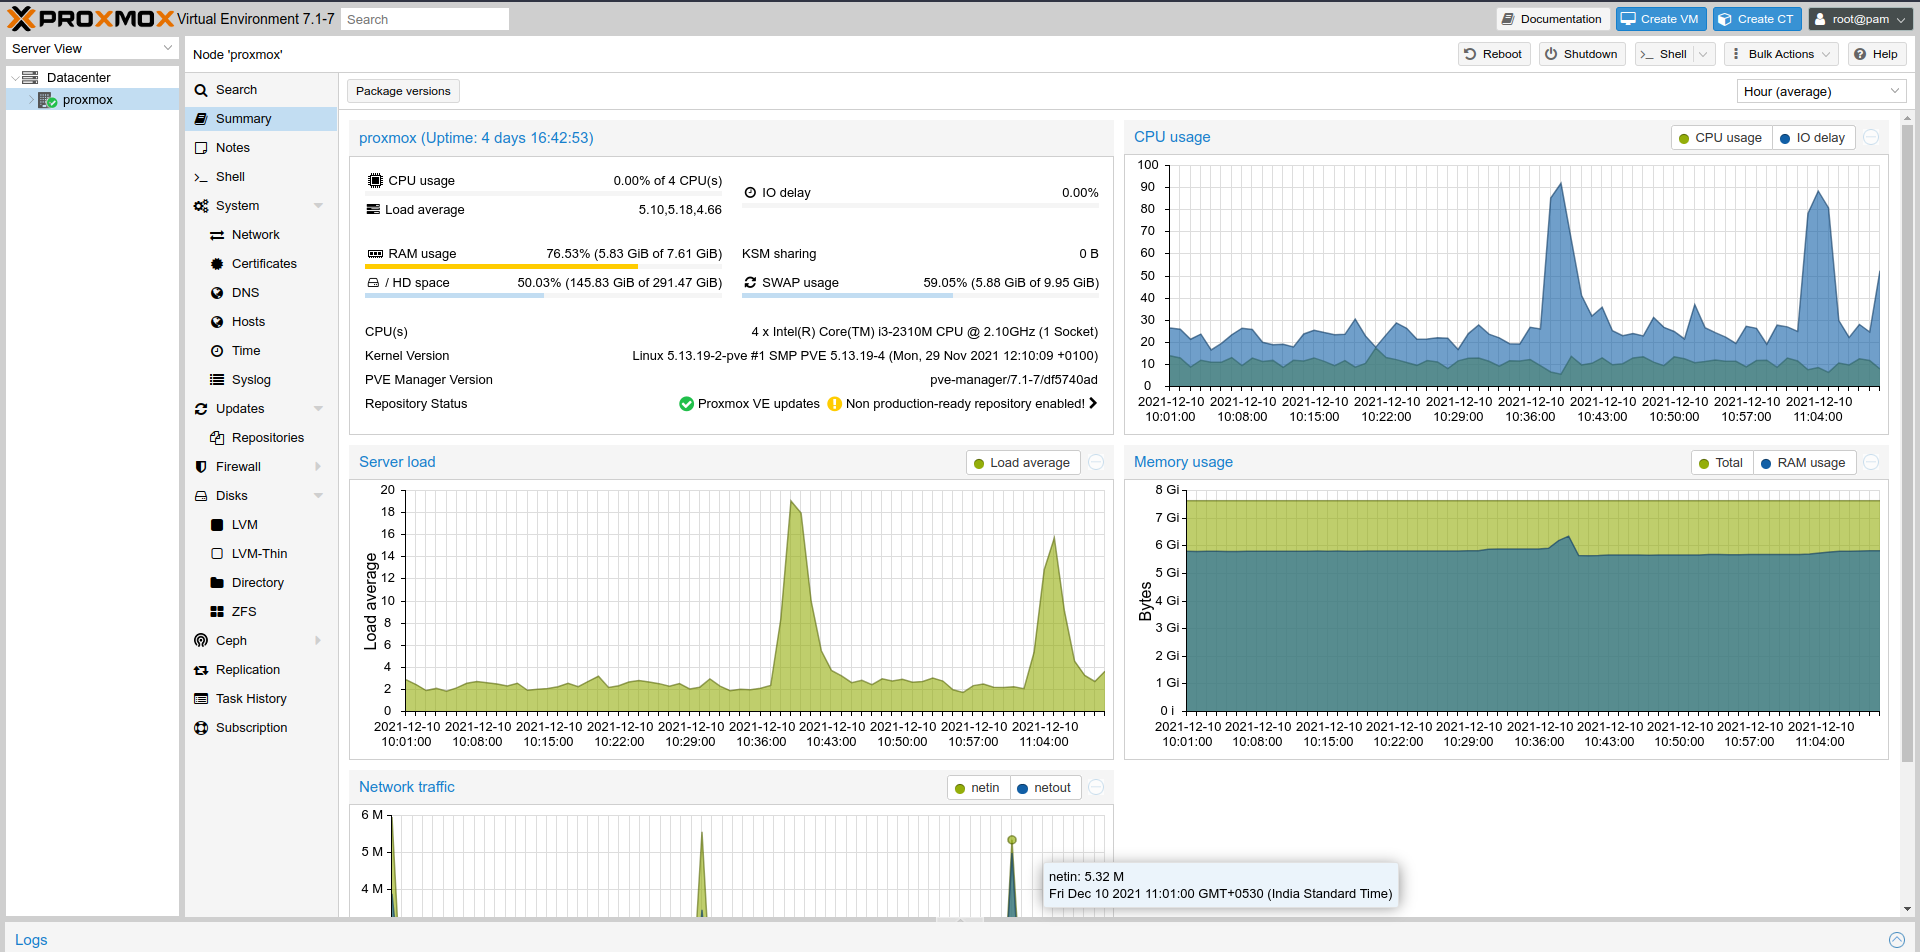 PROXMOX Virtual Environment 7.1-7 Search Documentation Create VM Create CT root@pam
Server View
Datacenter
proxmox
Node 'proxmox' Reboot Shutdown Shell Bulk Actions Help
Search
Summary
Notes
Shell
System
Network
Certificates
DNS
Hosts
Time
Syslog
Updates
Repositories
Firewall
Disks
LVM
LVM-Thin
Directory
ZFS
Ceph
Replication
Task History
Subscription
Package versions Hour (average)
proxmox (Uptime: 4 days 16:42:53)
CPU usage 0.00% of 4 CPU(s)
IO delay 0.00%
Load average 5.10,5.18,4.66
RAM usage 76.53% (5.83 GiB of 7.61 GiB)
KSM sharing 0 B
/ HD space 50.03% (145.83 GiB of 291.47 GiB)
SWAP usage 59.05% (5.88 GiB of 9.95 GiB)
CPU(s) 4 x Intel(R) Core(TM) i3-2310M CPU @ 2.10GHz (1 Socket)
Kernel Version Linux 5.13.19-2-pve #1 SMP PVE 5.13.19-4 (Mon, 29 Nov 2021 12:10:09 +0100)
PVE Manager Version pve-manager/7.1-7/df5740ad
Repository Status Proxmox VE updates Non production-ready repository enabled!
CPU usage CPU usage IO delay
100
90
80
70
60
50
40
30
20
10
0
2021-12-10 2021-12-10 2021-12-10 2021-12-10 2021-12-10 2021-12-10 2021-12-10 2021-12-10 2021-12-10 2021-12-10
10:01:00 10:08:00 10:15:00 10:22:00 10:29:00 10:36:00 10:43:00 10:50:00 10:57:00 11:04:00
Server load Load average
Load average
20
18
16
14
12
10
8
6
4
2
0
2021-12-10 2021-12-10 2021-12-10 2021-12-10 2021-12-10 2021-12-10 2021-12-10 2021-12-10 2021-12-10 2021-12-10
10:01:00 10:08:00 10:15:00 10:22:00 10:29:00 10:36:00 10:43:00 10:50:00 10:57:00 11:04:00
Memory usage Total RAM usage
Bytes
8 Gi
7 Gi
6 Gi
5 Gi
4 Gi
3 Gi
2 Gi
1 Gi
0 i
2021-12-10 2021-12-10 2021-12-10 2021-12-10 2021-12-10 2021-12-10 2021-12-10 2021-12-10 2021-12-10 2021-12-10
10:01:00 10:08:00 10:15:00 10:22:00 10:29:00 10:36:00 10:43:00 10:50:00 10:57:00 11:04:00
Network traffic netin netout
6 M
5 M
4 M
netin: 5.32 M
Fri Dec 10 2021 11:01:00 GMT+0530 (India Standard Time)
Logs